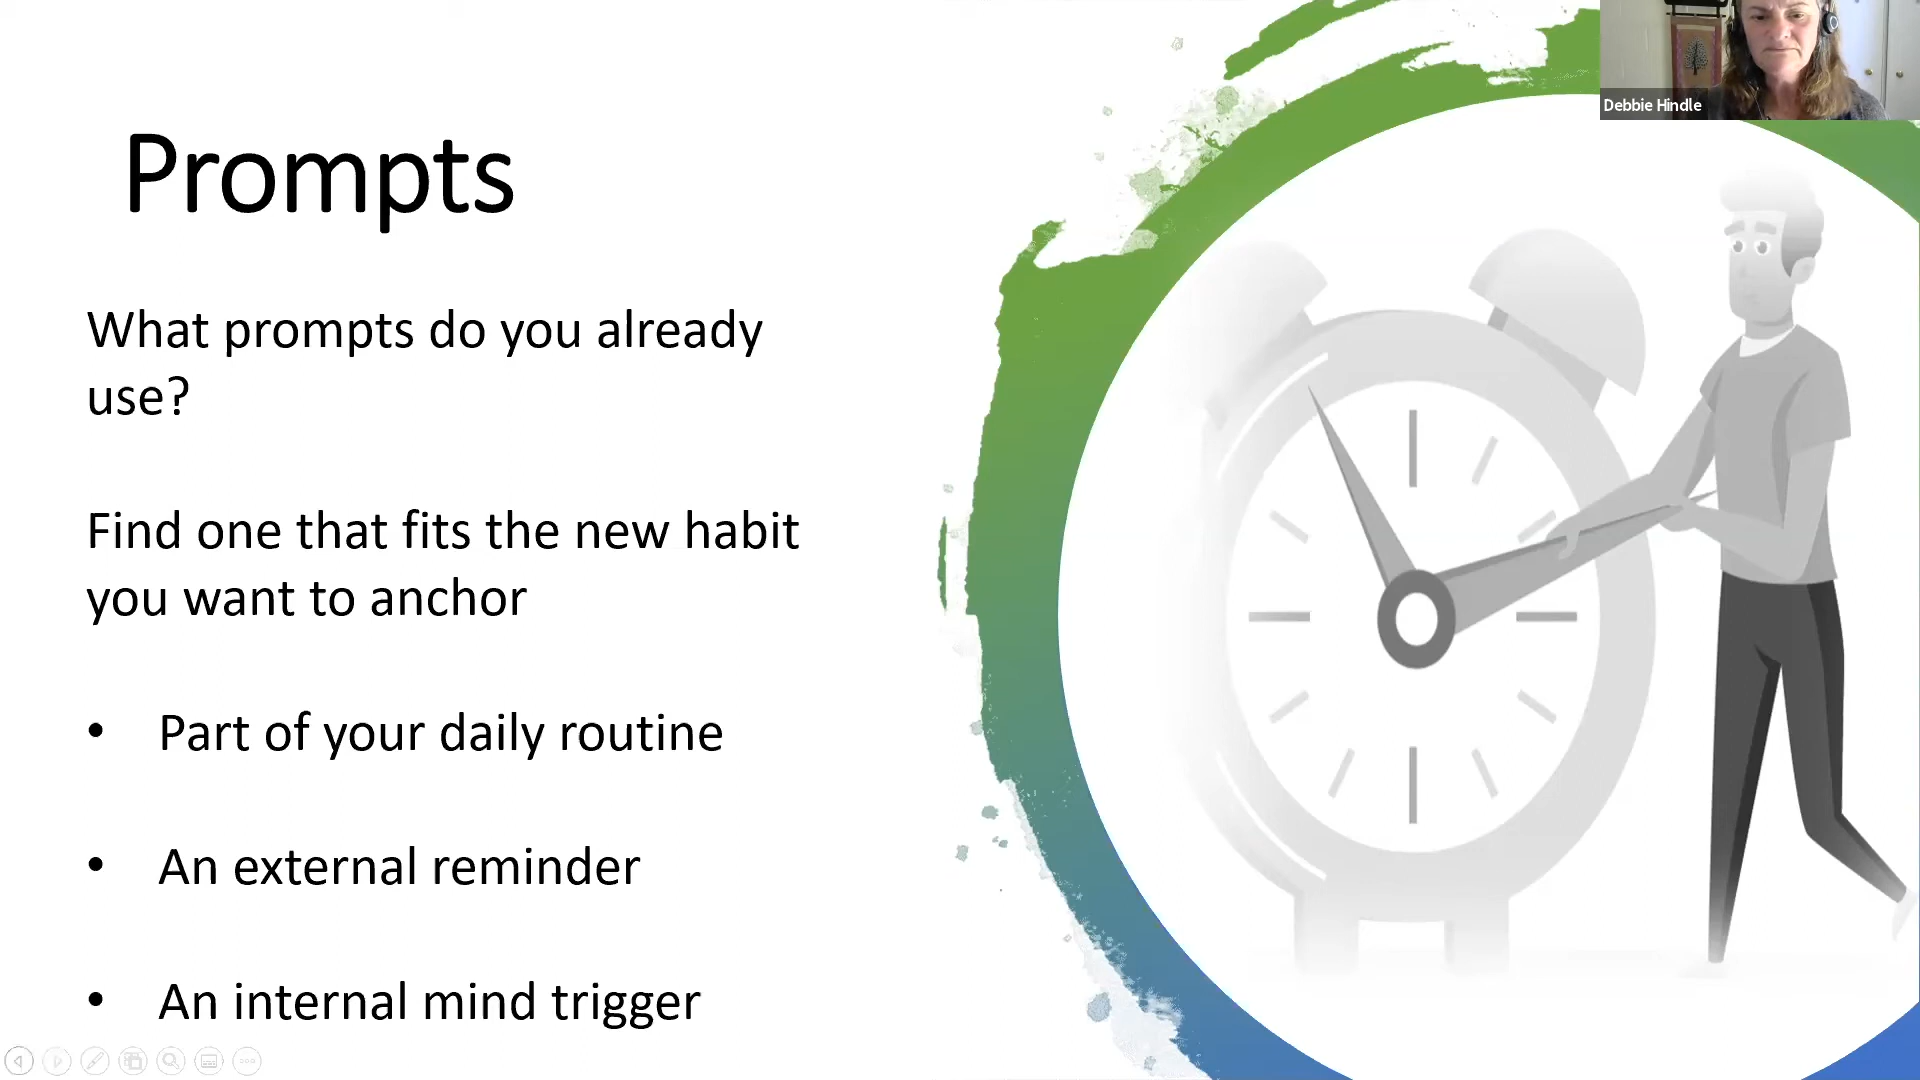 Debbie Hindle
Prompts
What prompts do you already
use?
Find one that fits the new habit
you want to anchor
• Part of your daily routine
• An external reminder
• An internal mind trigger